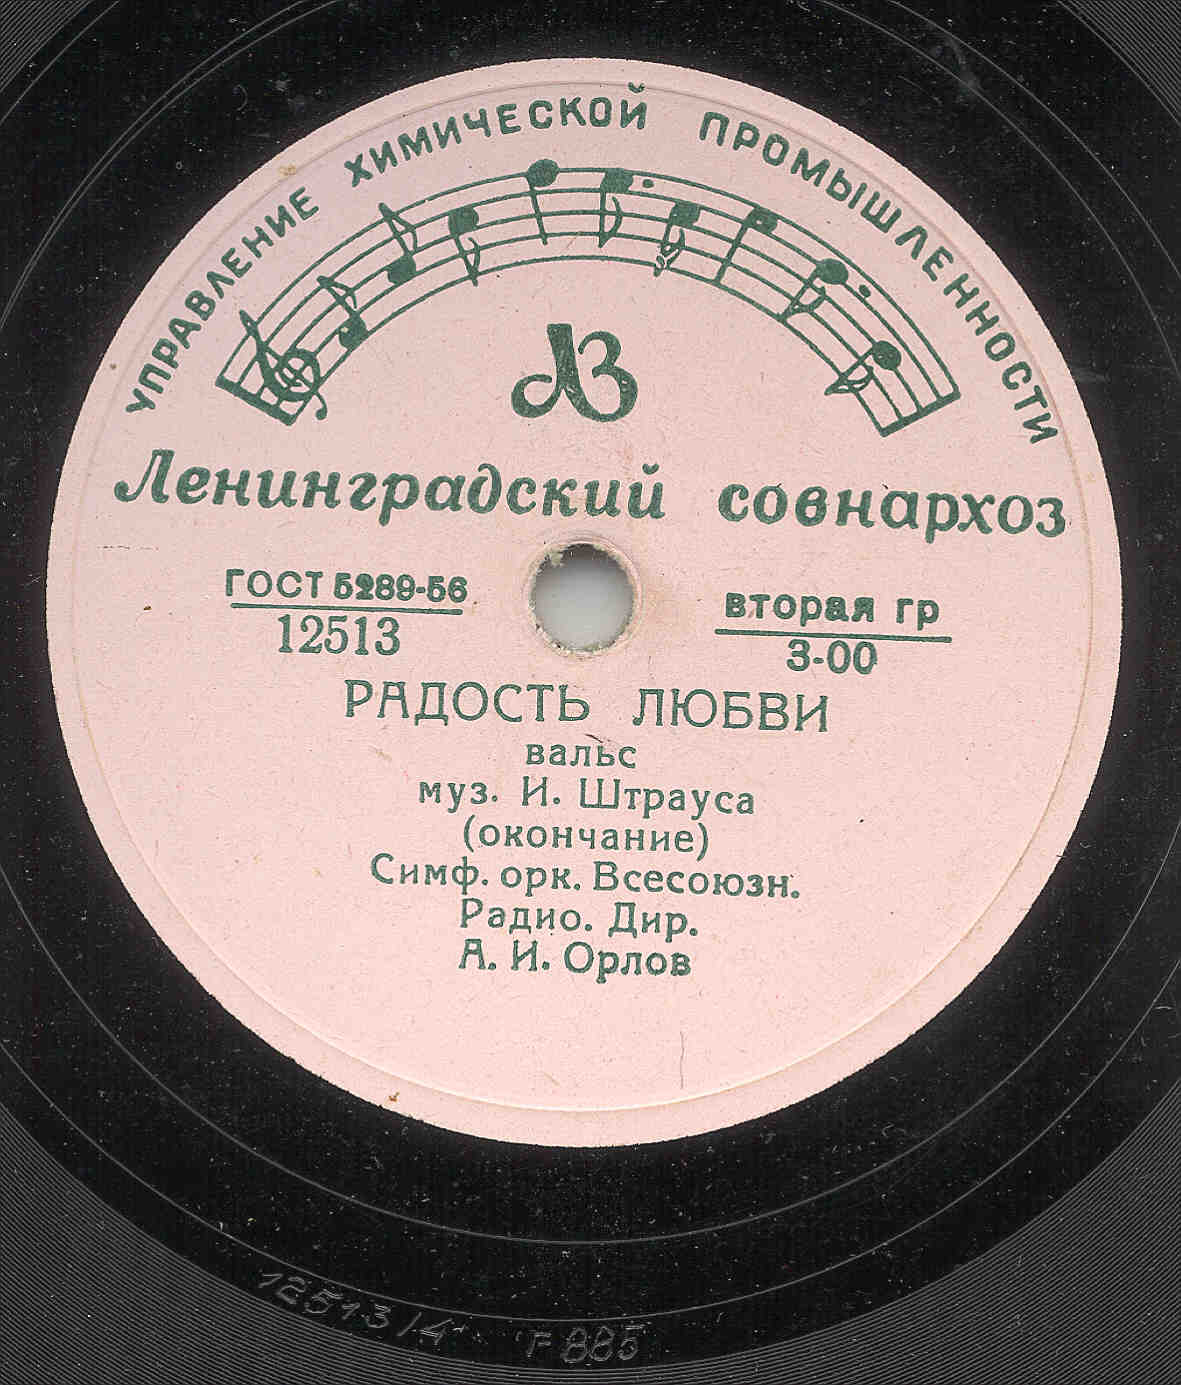 УПРАВЛЕНИЕ ХИМИЧЕСКОЙ ПРОМЫШЛЕННОСТИ
ЛЗ
Ленинградский совнархоз
ГОСТ 5289-56
12513
вторая гр
3-00
РАДОСТЬ ЛЮБВИ
вальс
муз. И. Штрауса
(окончание)
Симф. орк. Всесоюзн.
Радио. Дир.
А. И. Орлов
12513/4
F 885